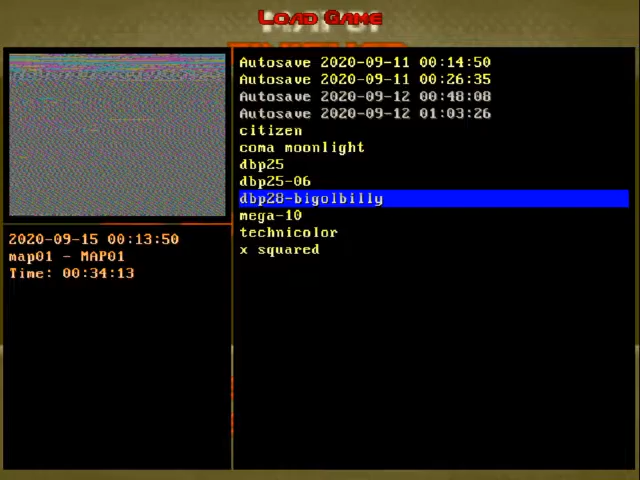 Load Game
Autosave 2020-09-11 00:14:50
Autosave 2020-09-11 00:26:35
Autosave 2020-09-12 00:48:08
Autosave 2020-09-12 01:03:26
citizen
coma moonlight
dbp25
dbp25-06
dbp28-bigolbilly
mega-10
technicolor
x squared
2020-09-15 00:13:50
map01 - MAP01
Time: 00:34:13